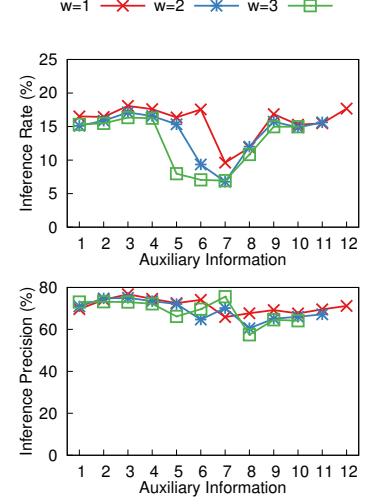 w=1 w=2 w=3
25
20
15
10
5
0
Inference Rate (%)
1 2 3 4 5 6 7 8 9 10 11 12
Auxiliary Information
80
60
40
20
0
Inference Precision (%)
1 2 3 4 5 6 7 8 9 10 11 12
Auxiliary Information